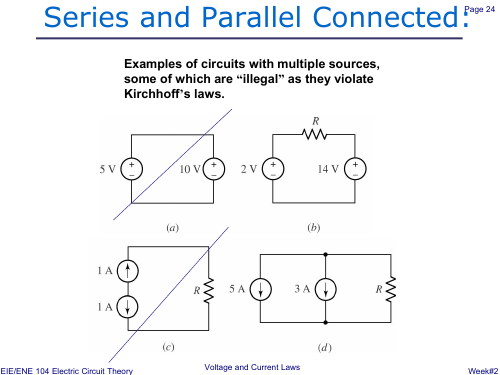 Series and Parallel Connected:
Page 24
Examples of circuits with multiple sources,
some of which are “illegal” as they violate
Kirchhoff’s laws.
R
5 V + − 10 V + − 2 V + − 14 V + −
(a) (b)
1 A
R 5 A 3 A R
1 A
(c) (d)
EIE/ENE 104 Electric Circuit Theory Voltage and Current Laws Week#2